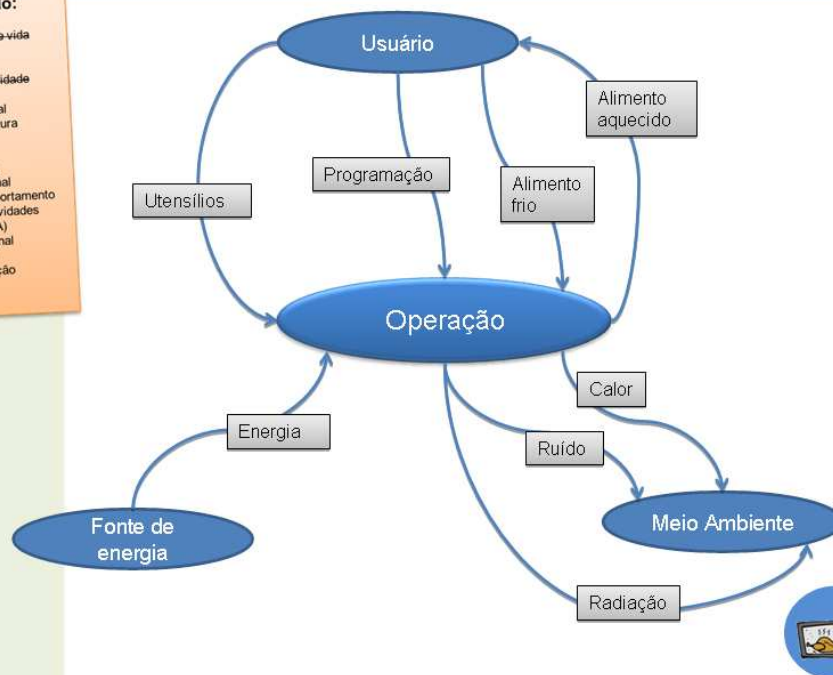 Usuário
Alimento
aquecido
Programação
Alimento
frio
Utensílios
Operação
Calor
Energia
Ruído
Fonte de
energia
Meio Ambiente
Radiação